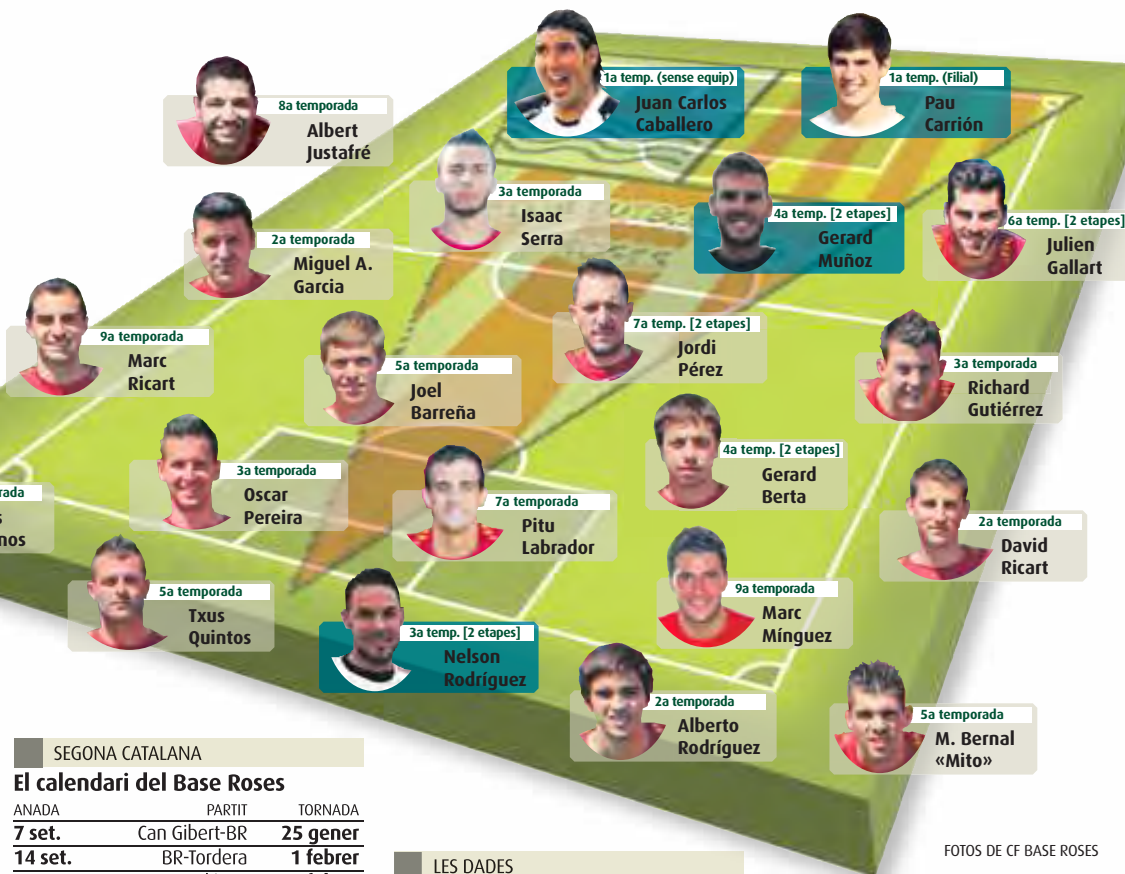 1a temp. (sense equip)
Juan Carlos
Caballero
1a temp. (Filial)
Pau
Carrión
8a temporada
Albert
Justafré
3a temporada
Isaac
Serra
4a temp. [2 etapes]
Gerard
Muñoz
6a temp. [2 etapes]
Julien
Gallart
2a temporada
Miguel A.
Garcia
9a temporada
Marc
Ricart
5a temporada
Joel
Barreña
7a temp. [2 etapes]
Jordi
Pérez
3a temporada
Richard
Gutiérrez
3a temporada
Oscar
Pereira
7a temporada
Pitu
Labrador
4a temp. [2 etapes]
Gerard
Berta
2a temporada
David
Ricart
5a temporada
Txus
Quintos
3a temp. [2 etapes]
Nelson
Rodríguez
9a temporada
Marc
Mínguez
2a temporada
Alberto
Rodríguez
5a temporada
M. Bernal
«Mito»
SEGONA CATALANA
El calendari del Base Roses
ANADA PARTIT TORNADA
7 set. Can Gibert-BR 25 gener
14 set. BR-Tordera 1 febrer
LES DADES
FOTOS DE CF BASE ROSES